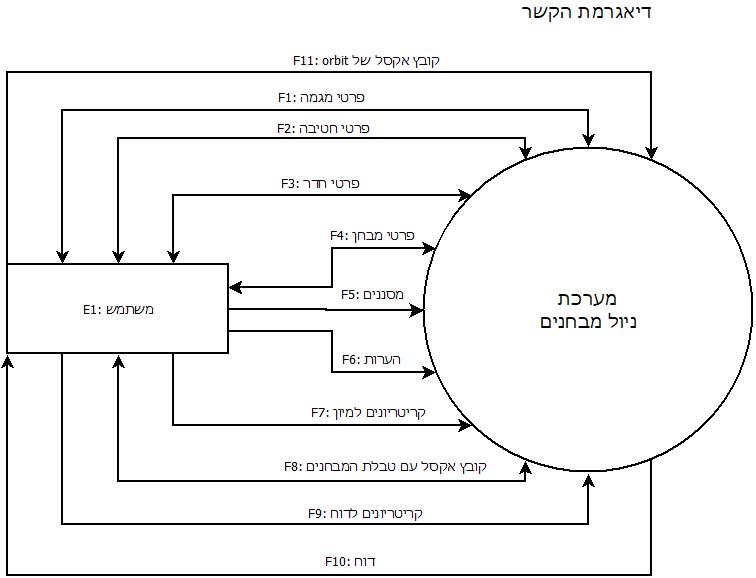 דיאגרמת הקשר
F11: orbit קובץ אקסל של
F1: פרטי מגמה
F2: פרטי חטיבה
F3: פרטי חדר
F4: פרטי מבחן
F5: מסננים
E1: משתמש
מערכת
ניול מבחנים
F6: הערות
F7: קריטריונים למיון
F8: קובץ אקסל עם טבלת המבחנים
F9: קריטריונים לדוח
F10: דוח